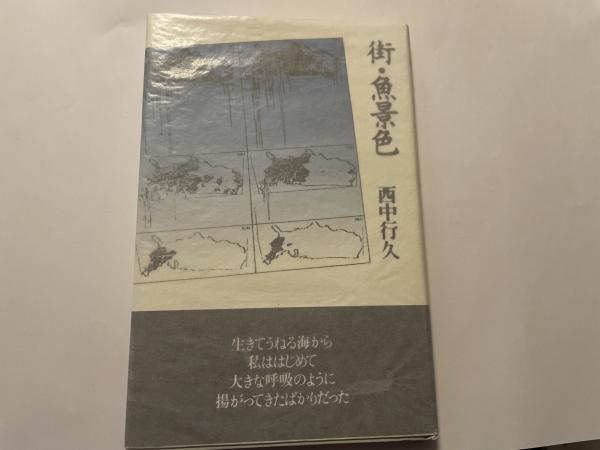 街・魚景色
西中行久
生きてうねる海から
私ははじめて
大きな呼吸のように
揚がってきたばかりだった